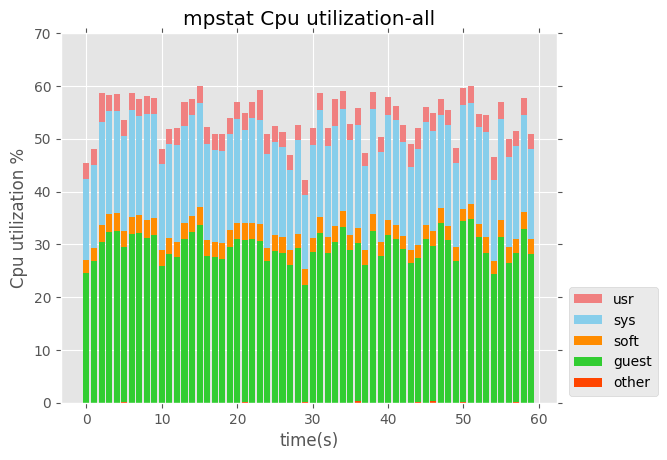 mpstat Cpu utilization-all
70
60
50
40
30
20
10
0
Cpu utilization %
0 10 20 30 40 50 60
time(s)
usr
sys
soft
guest
other